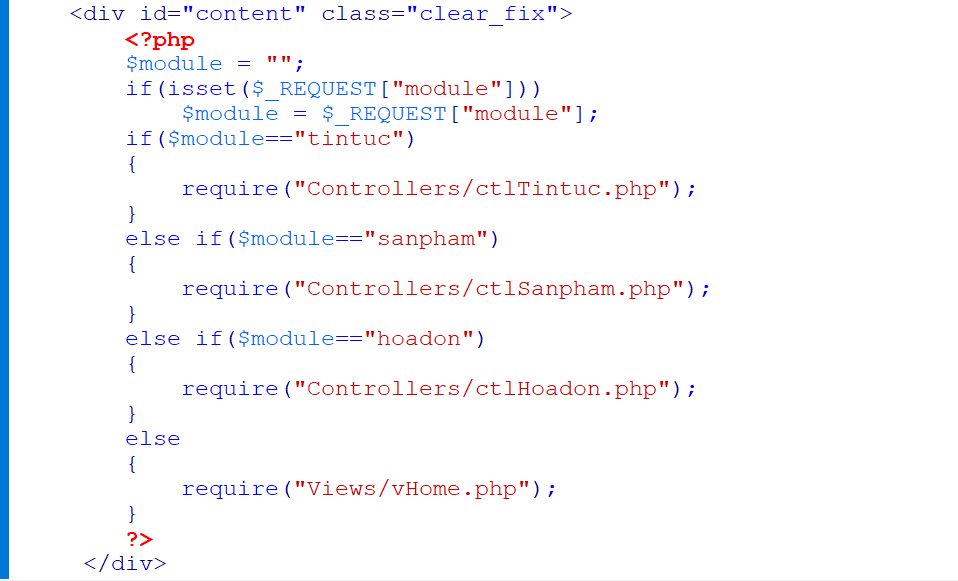 <div id="content" class="clear_fix">
<?php
$module = "";
if(isset($_REQUEST["module"]))
$module = $_REQUEST["module"];
if($module=="tintuc")
{
require("Controllers/ctlTintuc.php");
}
else if($module=="sanpham")
{
require("Controllers/ctlSanpham.php");
}
else if($module=="hoadon")
{
require("Controllers/ctlHoadon.php");
}
else
{
require("Views/vHome.php");
}
?>
</div>